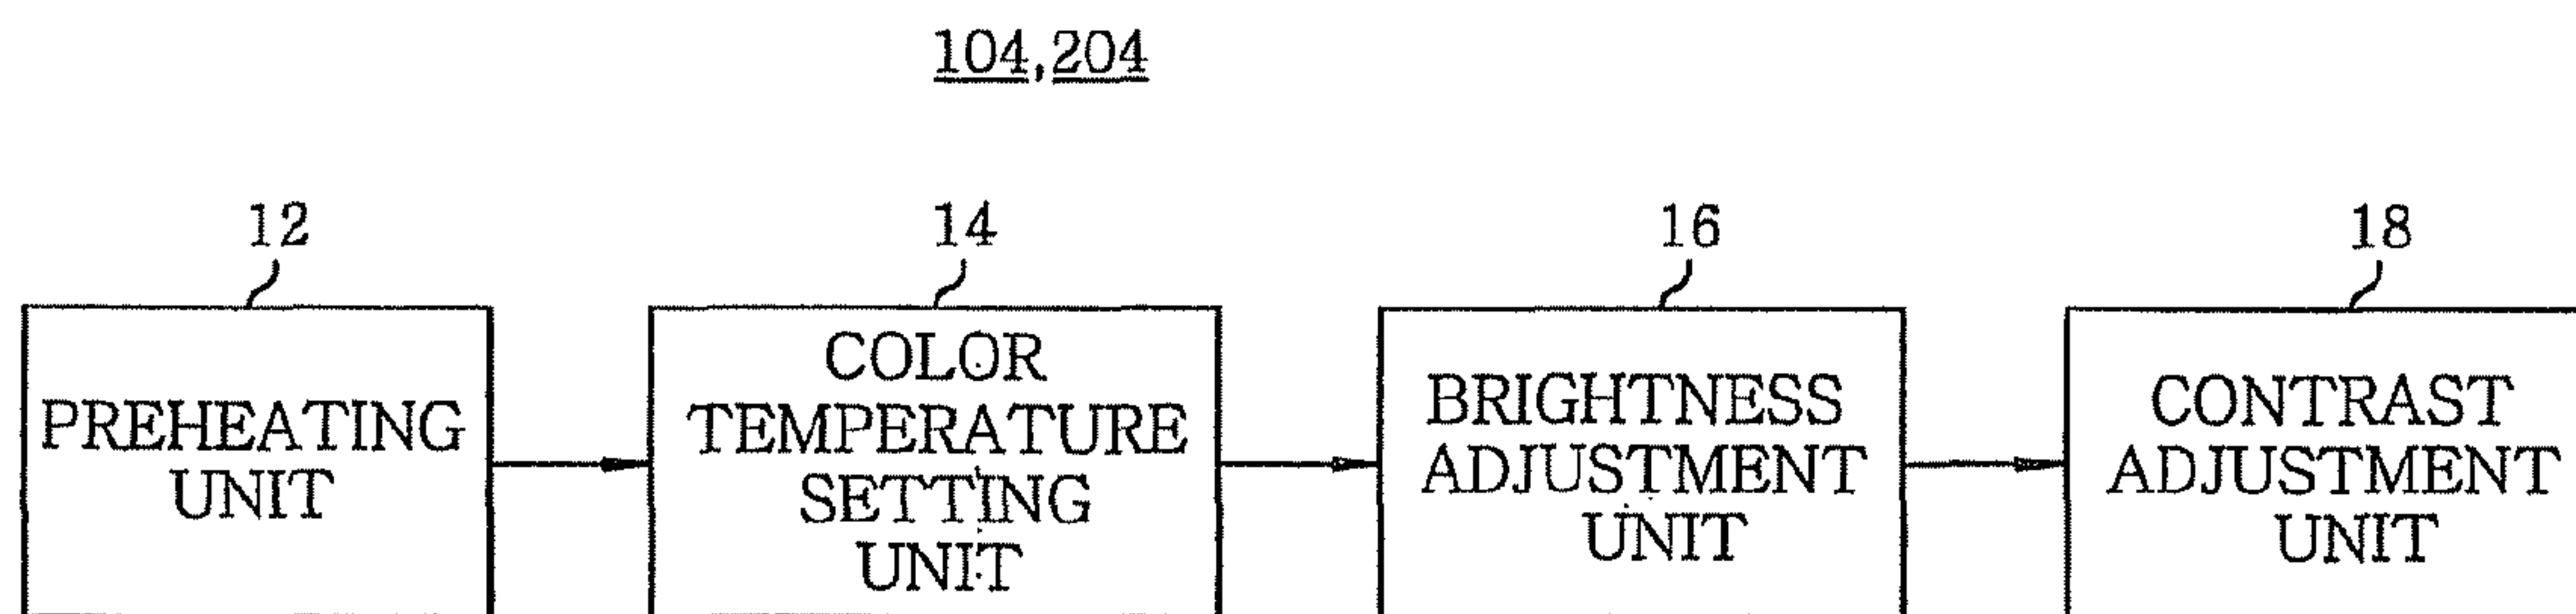 104,204
12
14
16
18
PREHEATING
UNIT
COLOR
TEMPERATURE
SETTING
UNIT
BRIGHTNESS
ADJUSTMENT
UNIT
CONTRAST
ADJUSTMENT
UNIT